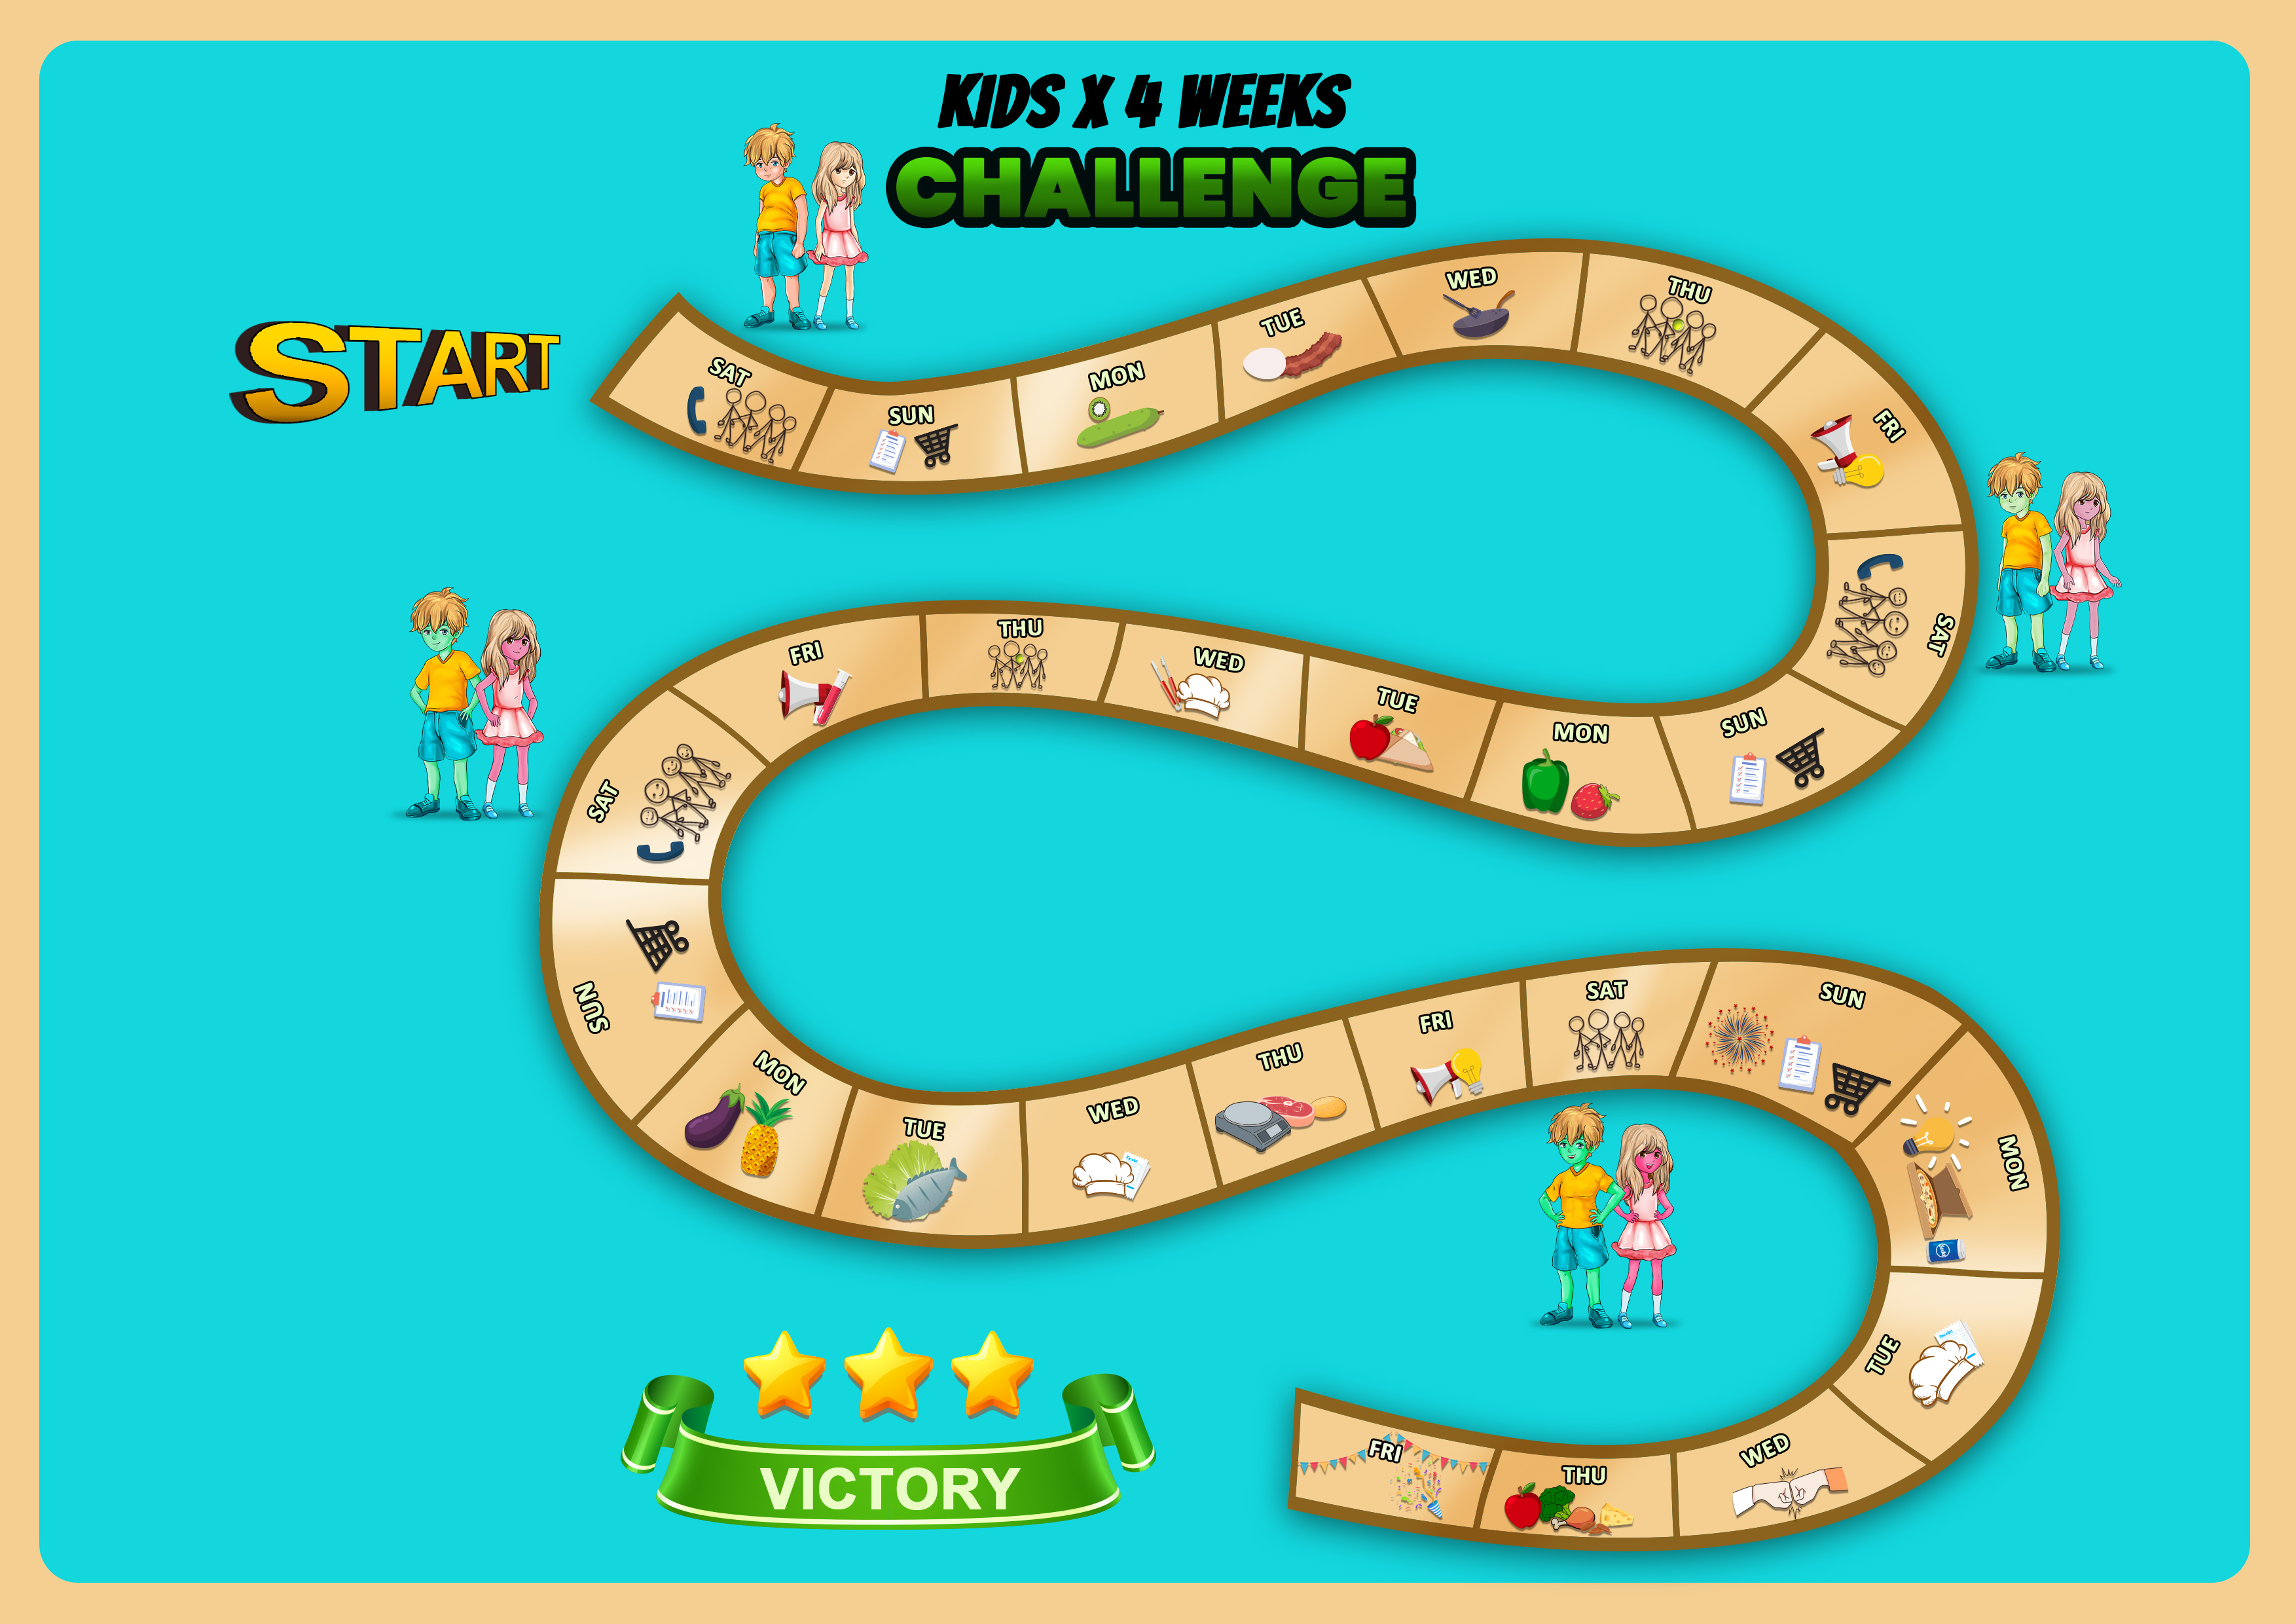 KIDS X 4 WEEKS
CHALLENGE
START
SAT
SUN
MON
TUE
WED
THU
FRI
SAT
SUN
MON
TUE
WED
THU
FRI
SAT
SUN
MON
TUE
WED
THU
FRI
SAT
SUN
MON
TUE
WED
THU
FRI
VICTORY